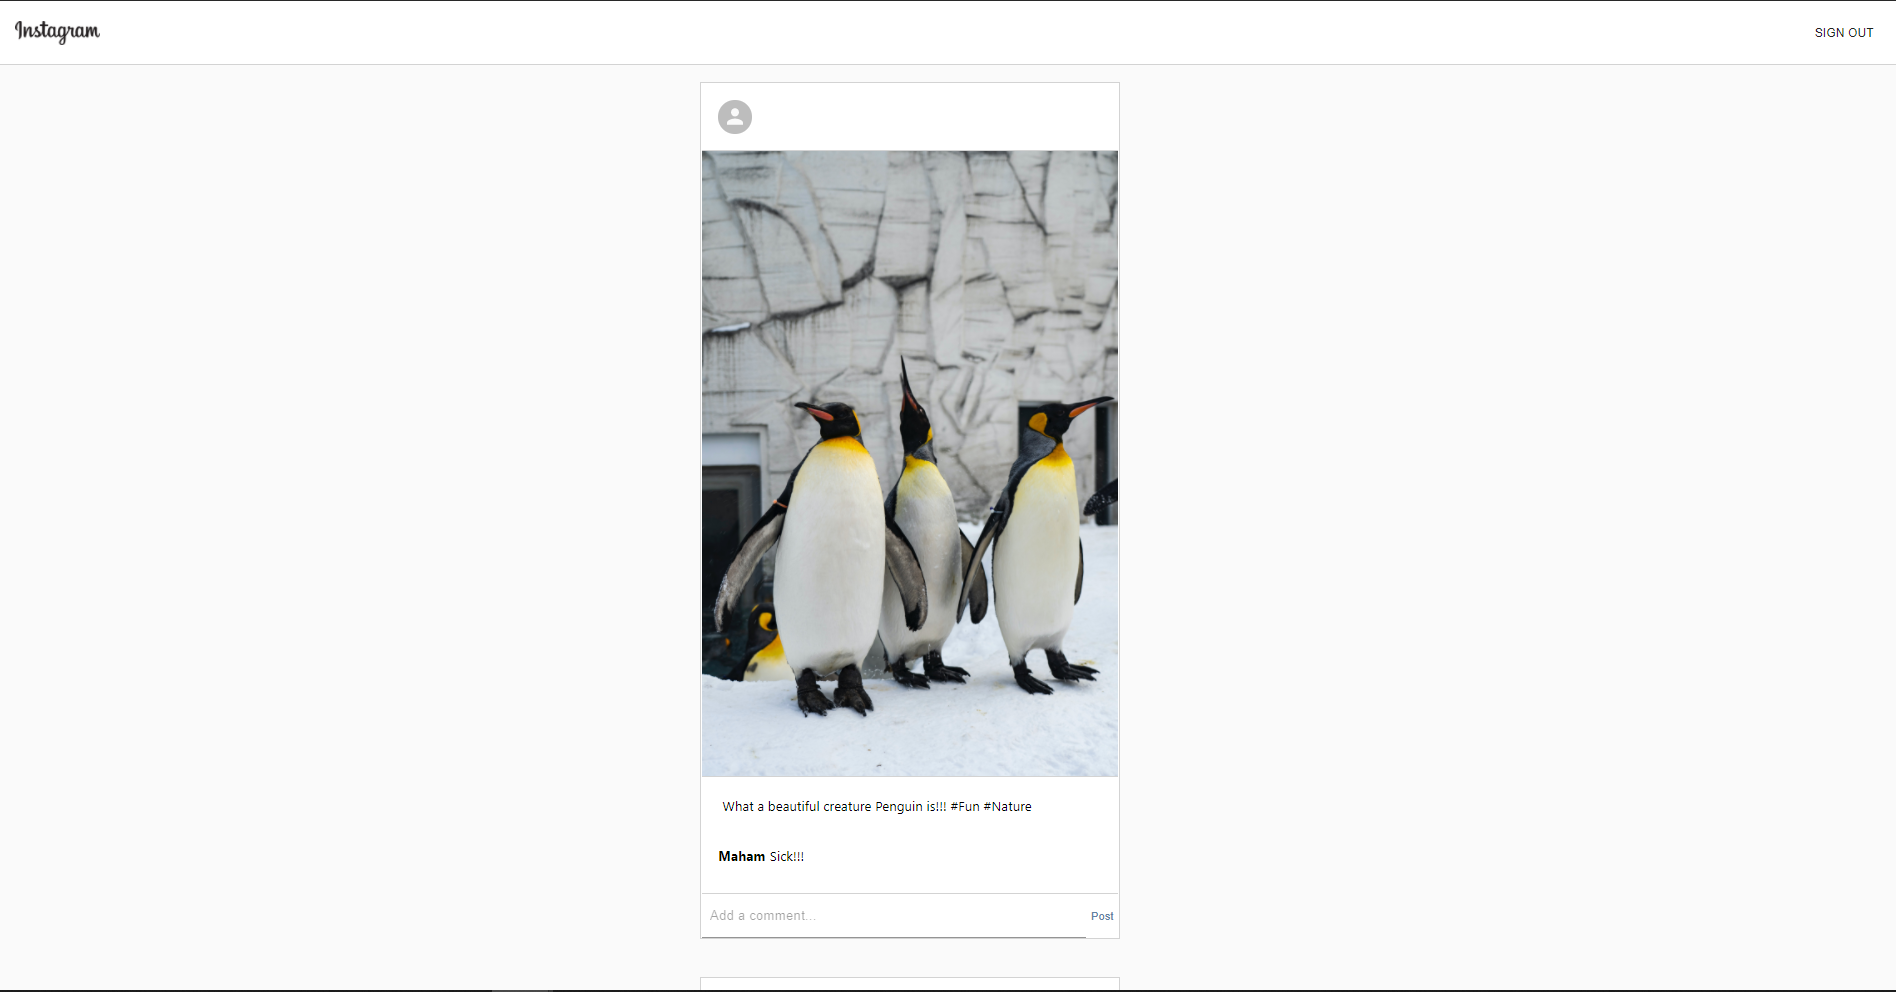 Instagram
SIGN OUT
What a beautiful creature Penguin is!!! #Fun #Nature
Maham Sick!!!
Add a comment...
Post